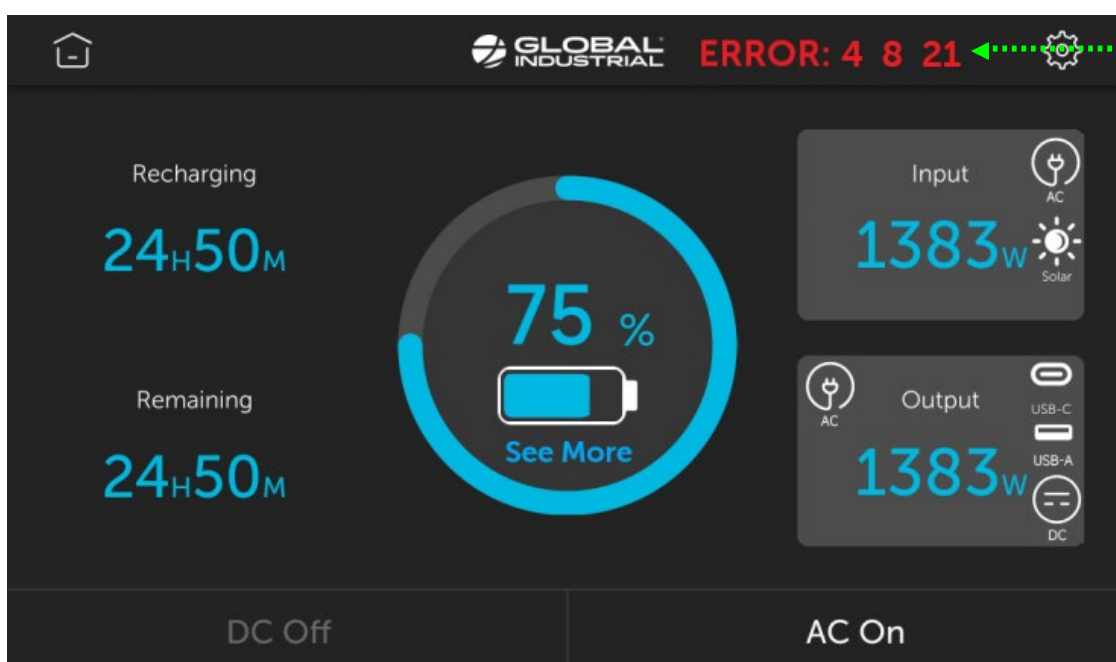 GLOBAL
INDUSTRIAL
ERROR: 4 8 21
Recharging
24H50M
75 %
See More
Remaining
24H50M
Input
AC
1383W
Solar
AC
Output
USB-C
1383W
USB-A
DC
DC Off
AC On